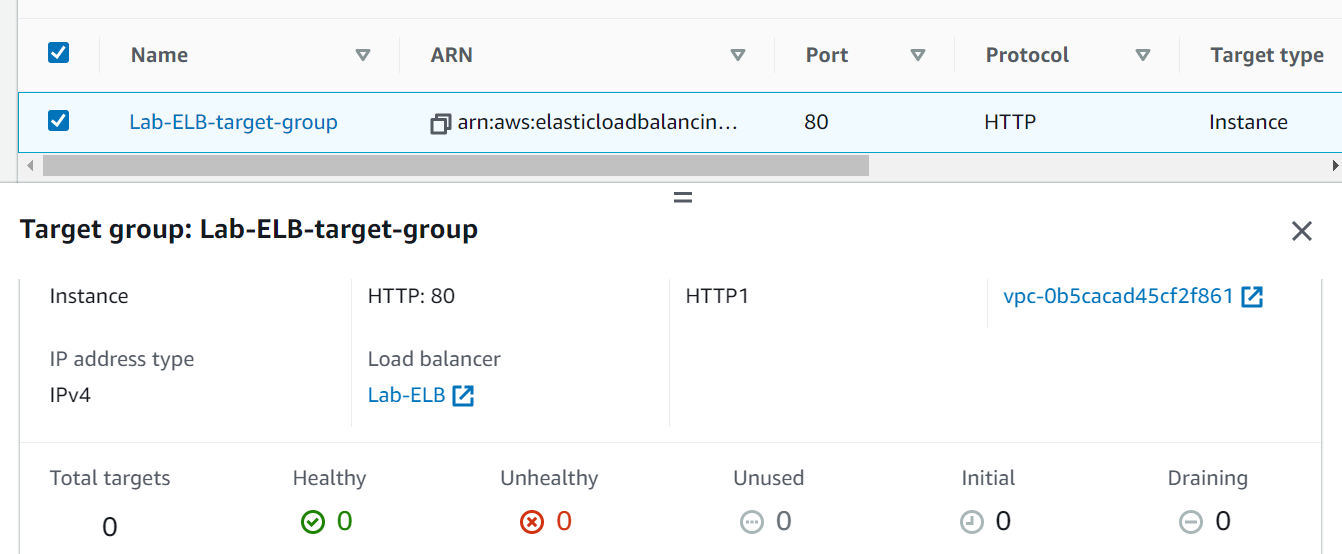 Name ARN Port Protocol Target type
Lab-ELB-target-group arn:aws:elasticloadbalancin... 80 HTTP Instance
Target group: Lab-ELB-target-group
Instance HTTP: 80 HTTP1 vpc-0b5cacad45cf2f861
IP address type Load balancer
IPv4 Lab-ELB
Total targets Healthy Unhealthy Unused Initial Draining
0 0 0 0 0 0